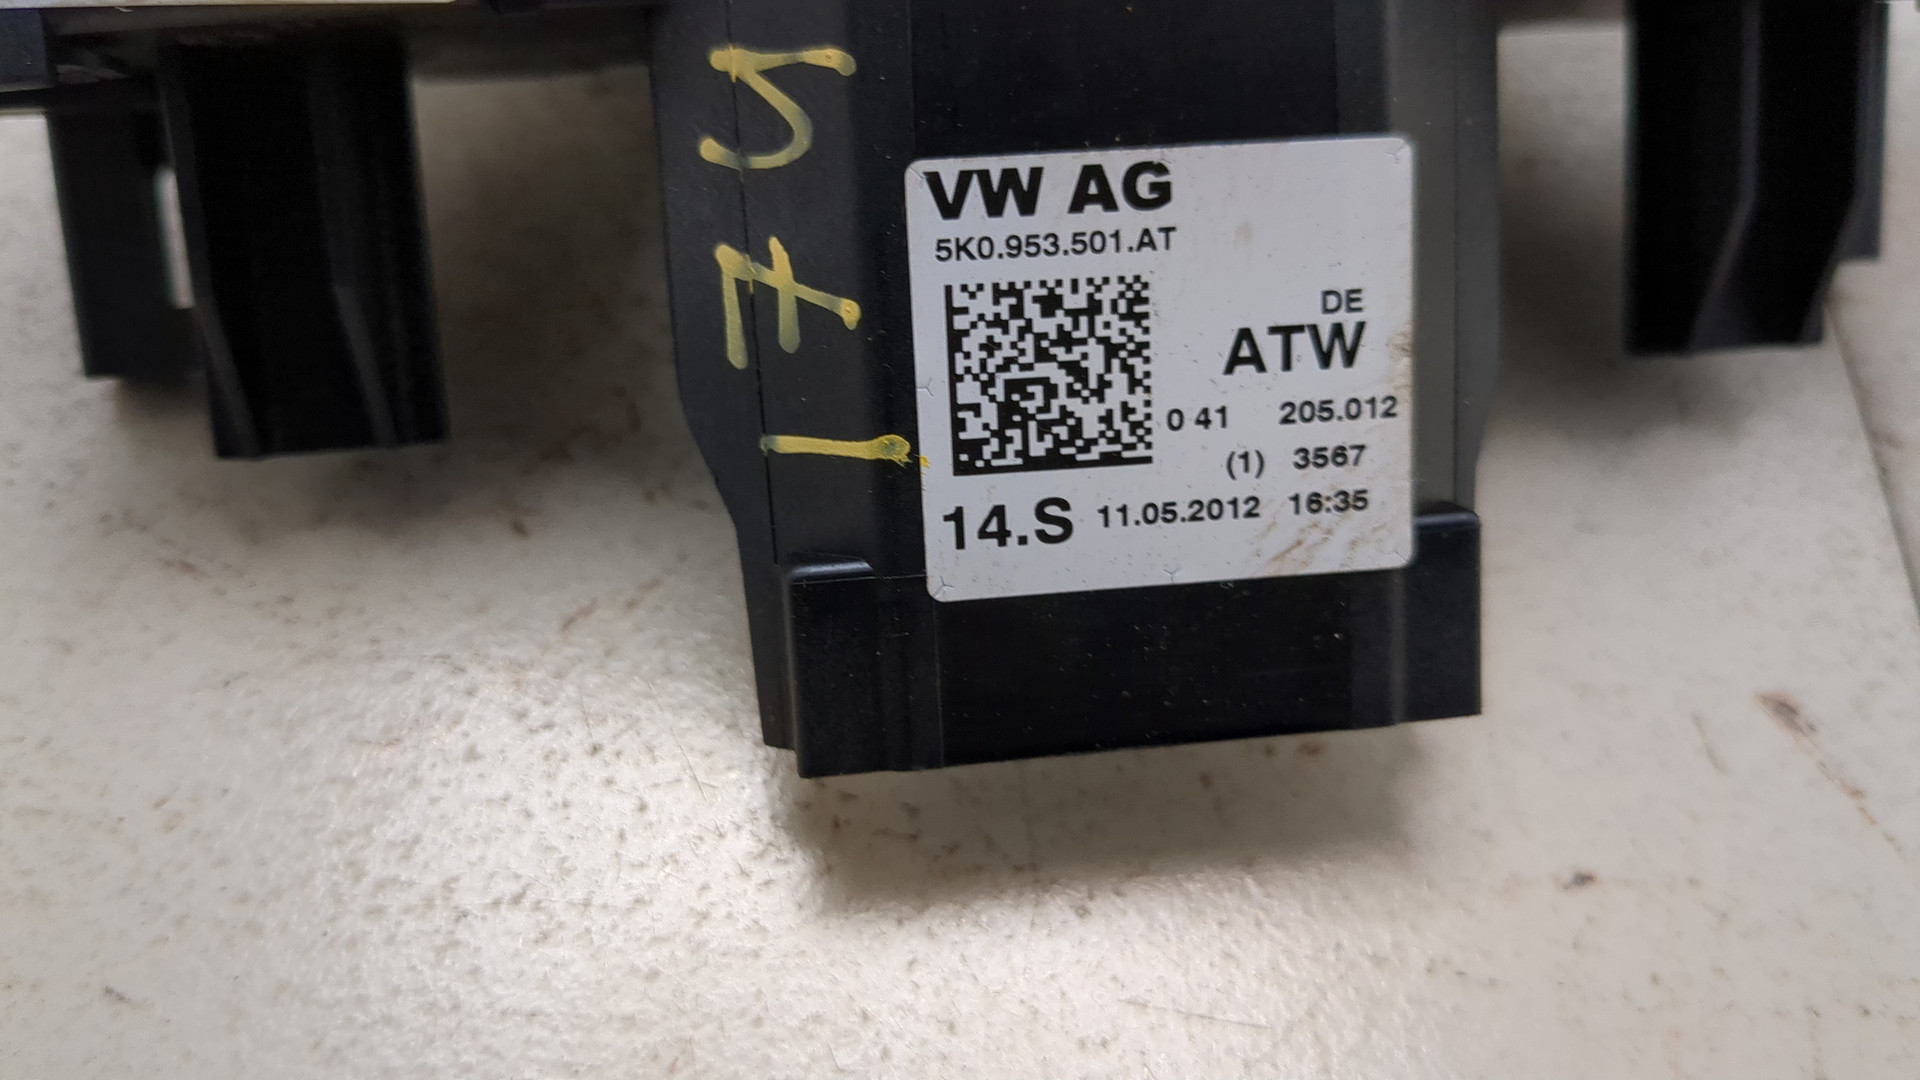 VW AG
5K0.953.501.AT
DE
ATW
0 41 205.012
(1) 3567
14.S 11.05.2012 16:35